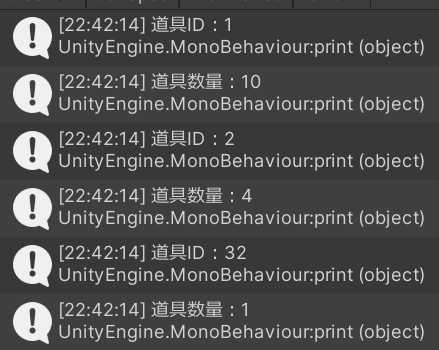 [22:42:14] 道具ID：1
UnityEngine.MonoBehaviour:print (object)
[22:42:14] 道具数量：10
UnityEngine.MonoBehaviour:print (object)
[22:42:14] 道具ID：2
UnityEngine.MonoBehaviour:print (object)
[22:42:14] 道具数量：4
UnityEngine.MonoBehaviour:print (object)
[22:42:14] 道具ID：32
UnityEngine.MonoBehaviour:print (object)
[22:42:14] 道具数量：1
UnityEngine.MonoBehaviour:print (object)